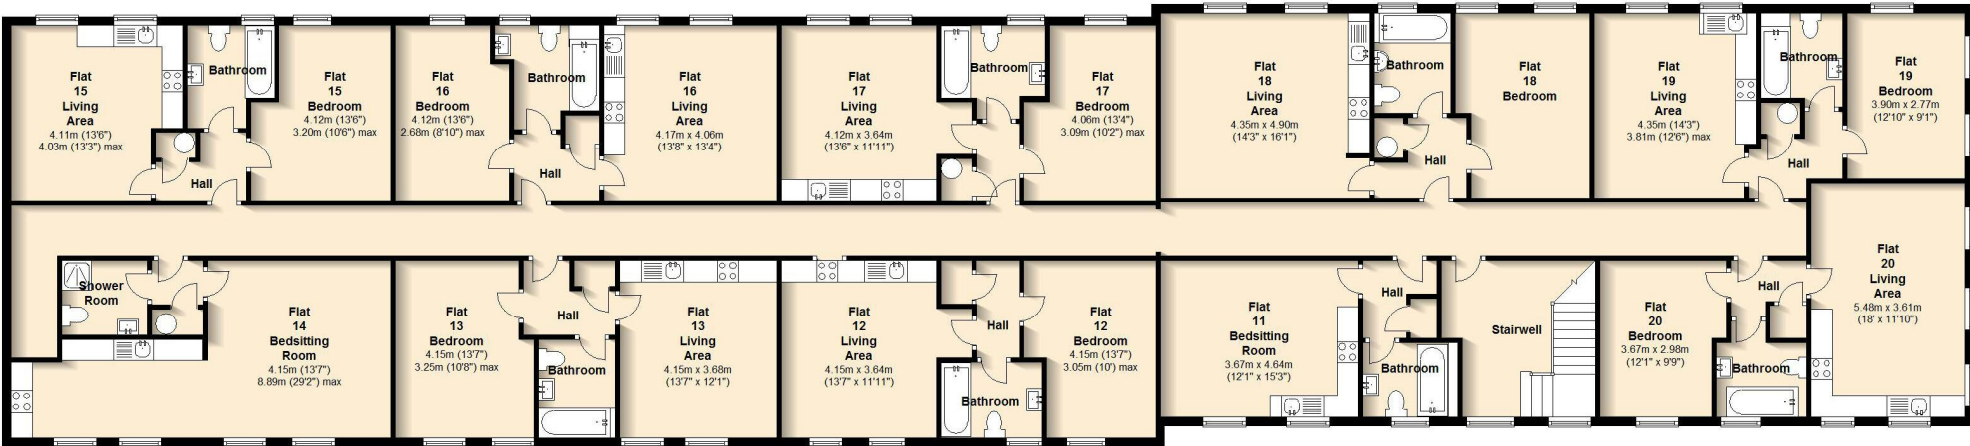 Flat
15
Living
Area
4.11m (13'6")
4.03m (13'3") max
Bathroom
Hall
Flat
15
Bedroom
4.12m (13'6")
3.20m (10'6") max
Flat
16
Bedroom
4.12m (13'6")
2.68m (8'10") max
Bathroom
Hall
Flat
16
Living
Area
4.17m x 4.06m
(13'8" x 13'4")
Flat
17
Living
Area
4.12m x 3.64m
(13'6" x 11'11")
Bathroom
Flat
17
Bedroom
4.06m (13'4")
3.09m (10'2") max
Flat
18
Living
Area
4.35m x 4.90m
(14'3" x 16'1")
Bathroom
Hall
Flat
18
Bedroom
Flat
19
Living
Area
4.35m (14'3")
3.81m (12'6") max
Bathroom
Hall
Flat
19
Bedroom
3.90m x 2.77m
(12'10" x 9'1")
Shower
Room
Flat
14
Bedsitting
Room
4.15m (13'7")
8.89m (29'2") max
Flat
13
Bedroom
4.15m (13'7")
3.25m (10'8") max
Hall
Bathroom
Flat
13
Living
Area
4.15m x 3.68m
(13'7" x 12'1")
Flat
12
Living
Area
4.15m x 3.64m
(13'7" x 11'11")
Hall
Bathroom
Flat
12
Bedroom
4.15m (13'7")
3.05m (10') max
Flat
11
Bedsitting
Room
3.67m x 4.64m
(12'1" x 15'3")
Hall
Bathroom
Stairwell
Flat
20
Bedroom
3.67m x 2.98m
(12'1" x 9'9")
Hall
Bathroom
Flat
20
Living
Area
5.48m x 3.61m
(18' x 11'10")